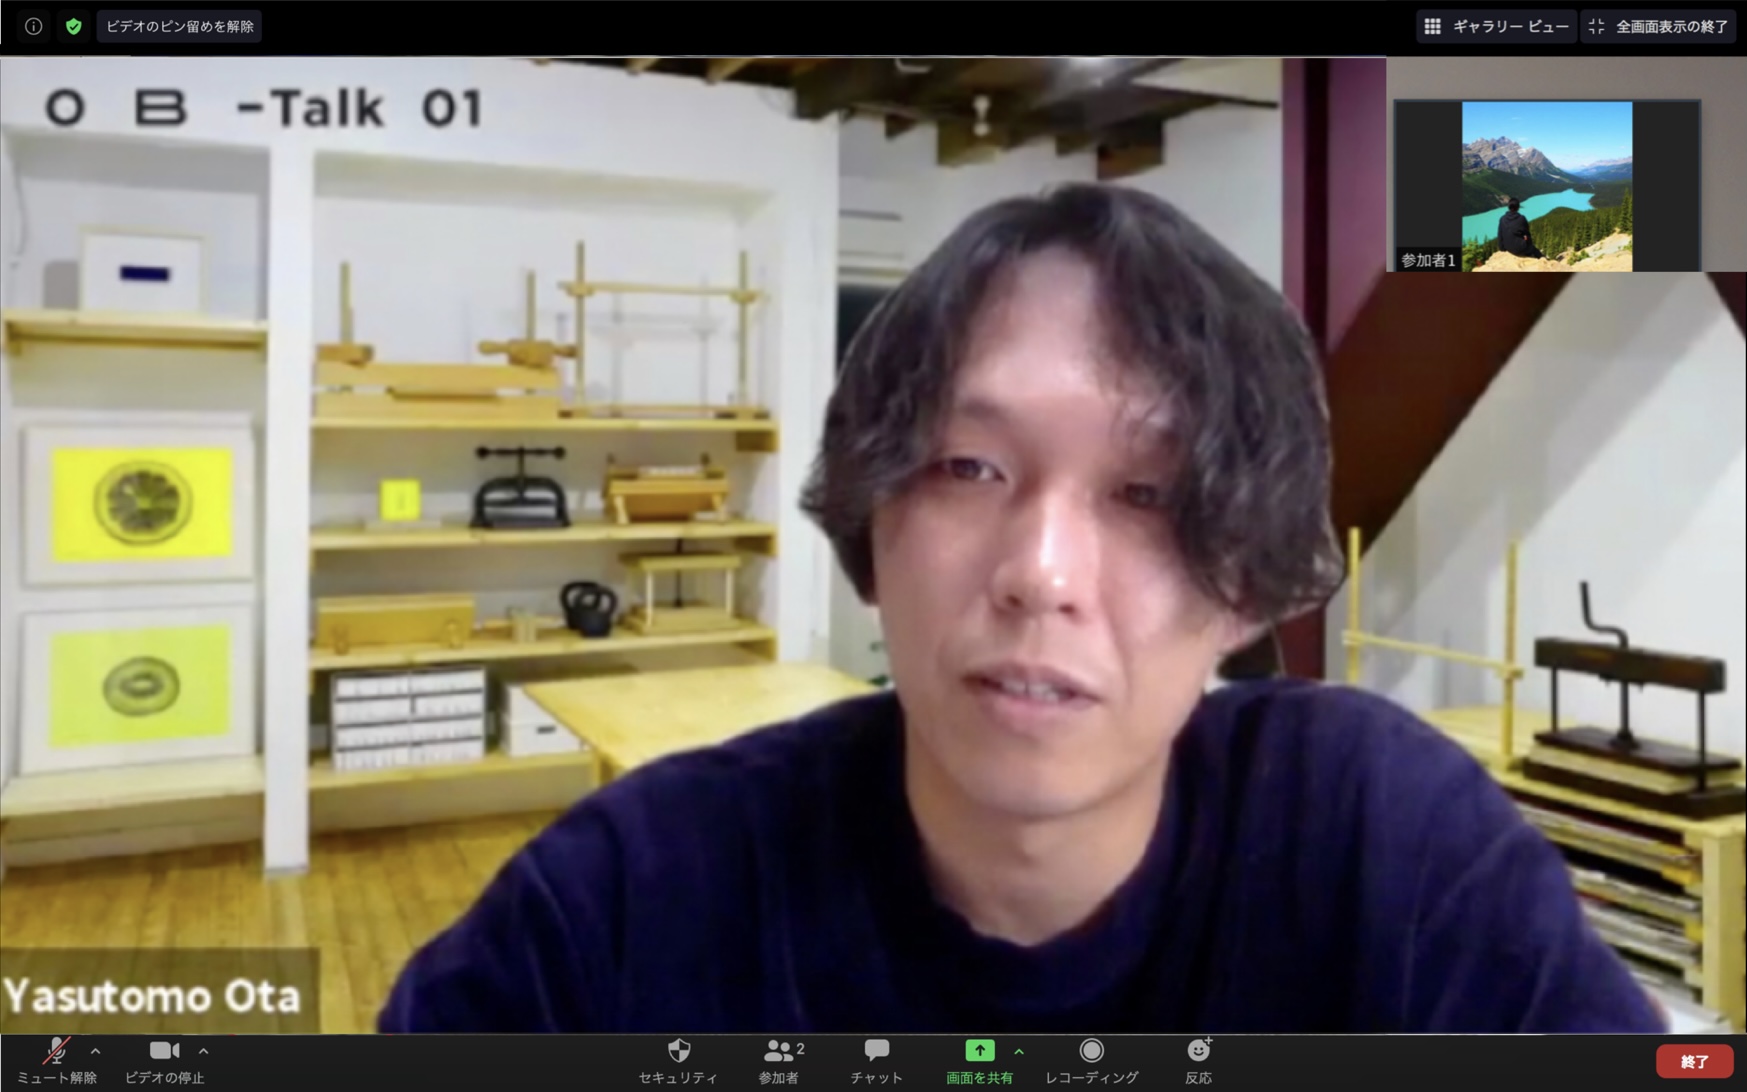 ビデオのピン留めを解除
ギャラリー ビュー
全画面表示の終了
O B -Talk 01
参加者1
Yasutomo Ota
ミュート解除
ビデオの停止
セキュリティ
2
参加者
チャット
画面を共有
レコーディング
反応
終了